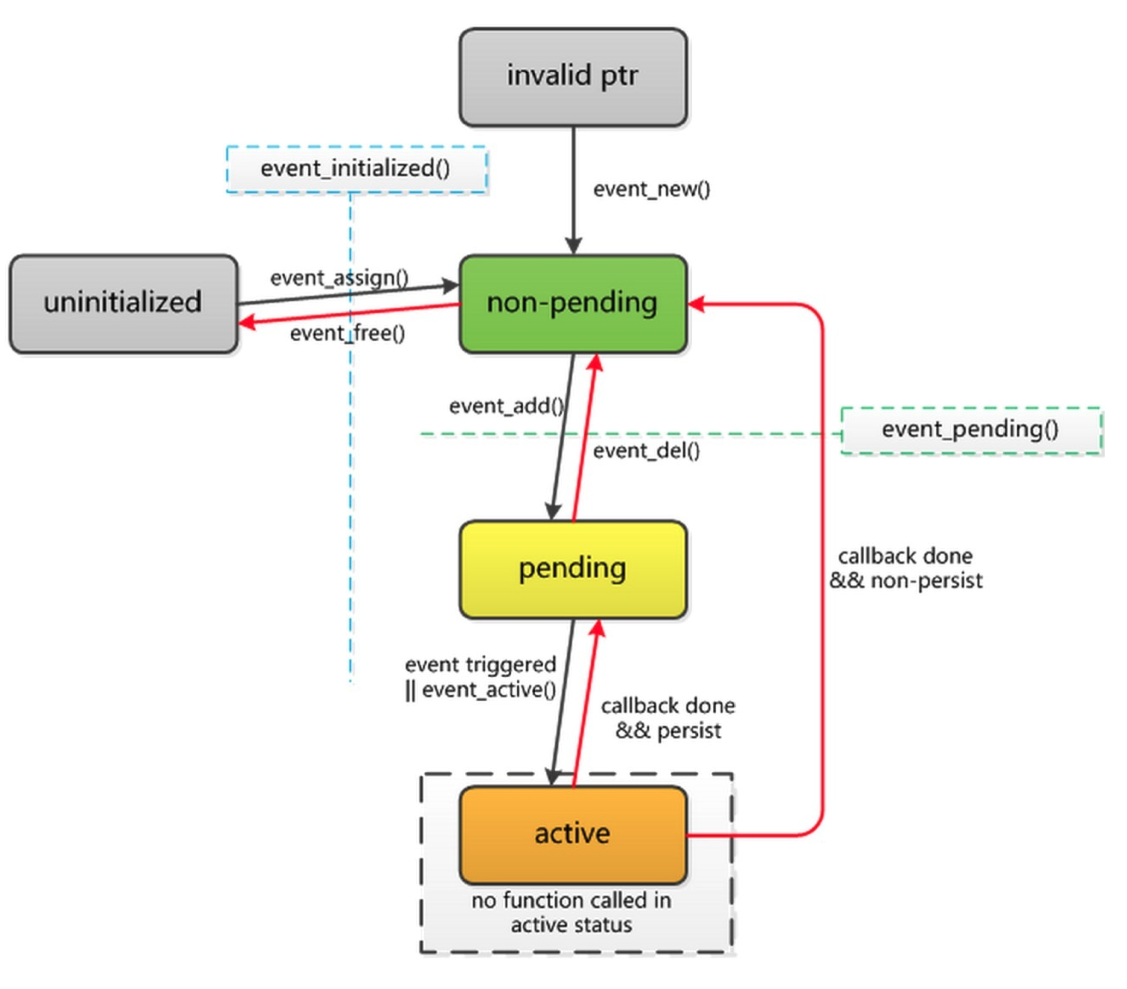 invalid ptr
event_initialized()
event_new()
uninitialized
event_assign()
event_free()
non-pending
event_add()
event_del()
event_pending()
pending
callback done
&& non-persist
event triggered
|| event_active()
callback done
&& persist
active
no function called in
active status